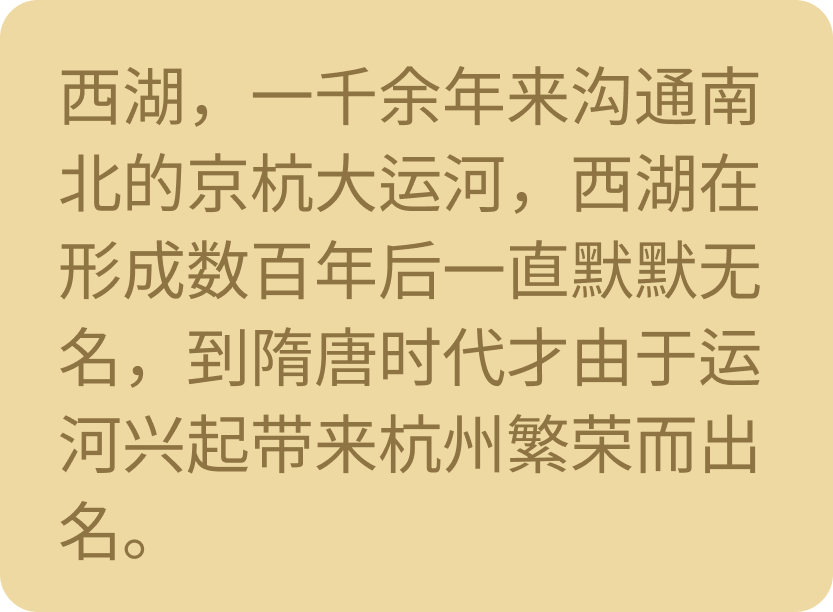 西湖，一千余年来沟通南
北的京杭大运河，西湖在
形成数百年后一直默默无
名，到隋唐时代才由于运
河兴起带来杭州繁荣而出
名。